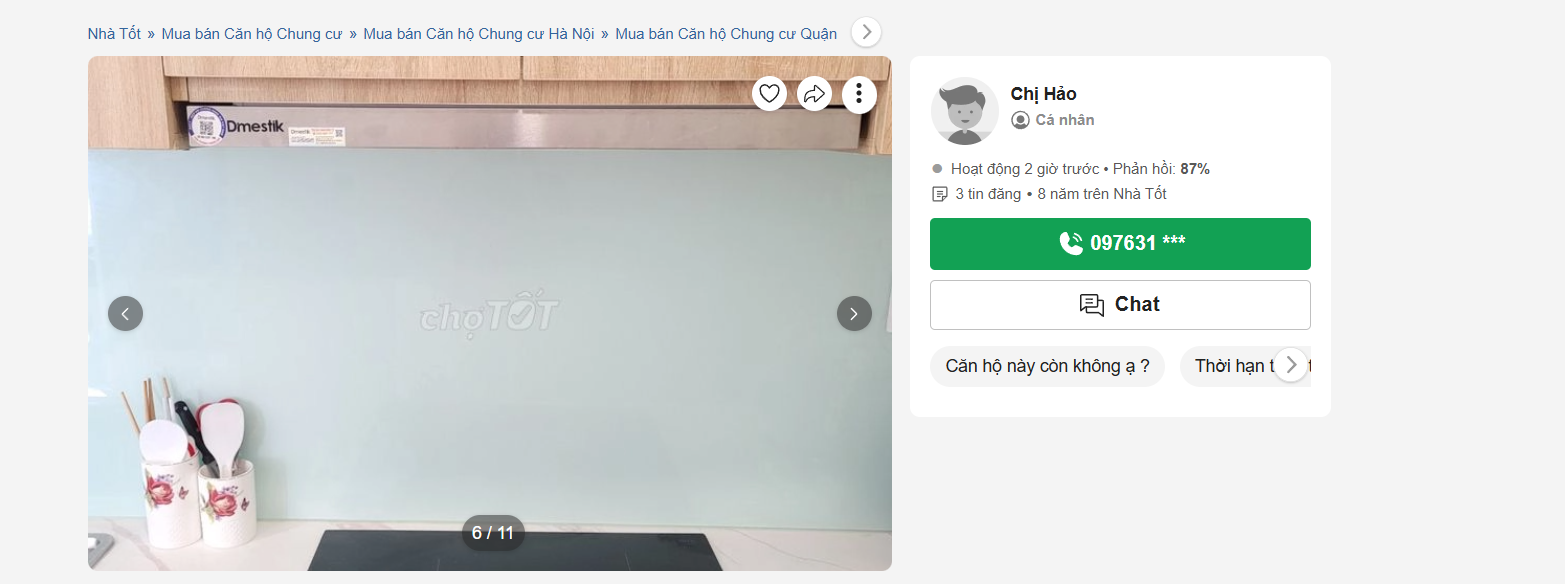 Nhà Tốt » Mua bán Căn hộ Chung cư » Mua bán Căn hộ Chung cư Hà Nội » Mua bán Căn hộ Chung cư Quận
Dmestik
chợTỐT
6 / 11
Chị Hảo
Cá nhân
Hoạt động 2 giờ trước • Phản hồi: 87%
3 tin đăng • 8 năm trên Nhà Tốt
097631 ***
Chat
Căn hộ này còn không ạ ?
Thời hạn